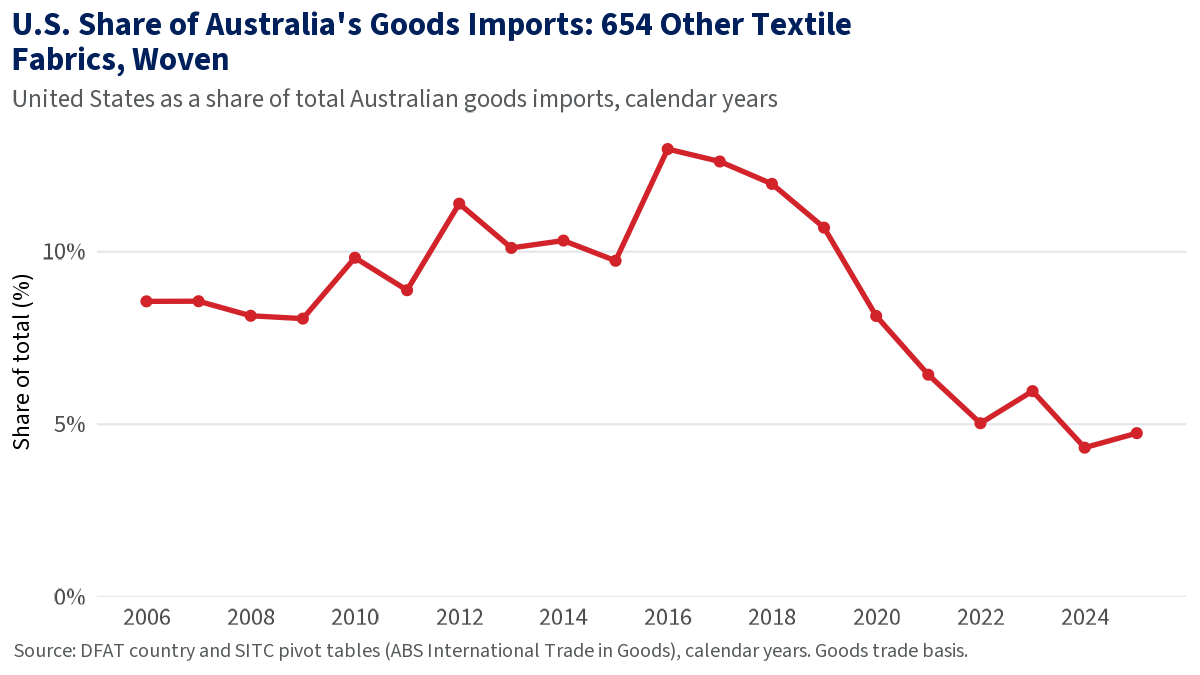 U.S. Share of Australia's Goods Imports: 654 Other Textile
Fabrics, Woven
United States as a share of total Australian goods imports, calendar years
Share of total (%)
10%
5%
0%
2006 2008 2010 2012 2014 2016 2018 2020 2022 2024
Source: DFAT country and SITC pivot tables (ABS International Trade in Goods), calendar years. Goods trade basis.